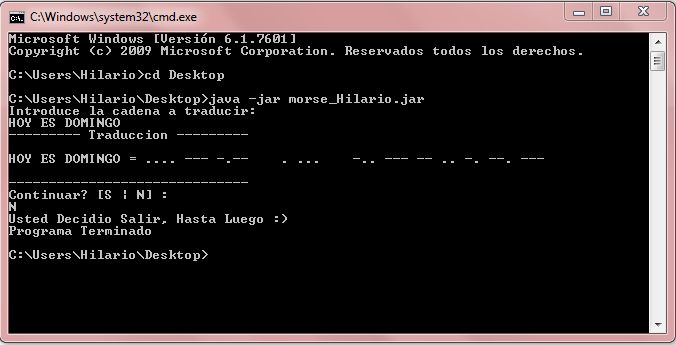 C:\Windows\system32\cmd.exe
Microsoft Windows [Versión 6.1.7601]
Copyright (c) 2009 Microsoft Corporation. Reservados todos los derechos.
C:\Users\Hilario>cd Desktop
C:\Users\Hilario\Desktop>java -jar morse_Hilario.jar
Introduce la cadena a traducir:
HOY ES DOMINGO
--------- Traduccion ---------
HOY ES DOMINGO = .... --- -.--    . ...    -.. --- -- .. -. --. ---
------------------------------
Continuar? [S ¦ N] :
N
Usted Decidio Salir, Hasta Luego :)
Programa Terminado
C:\Users\Hilario\Desktop>